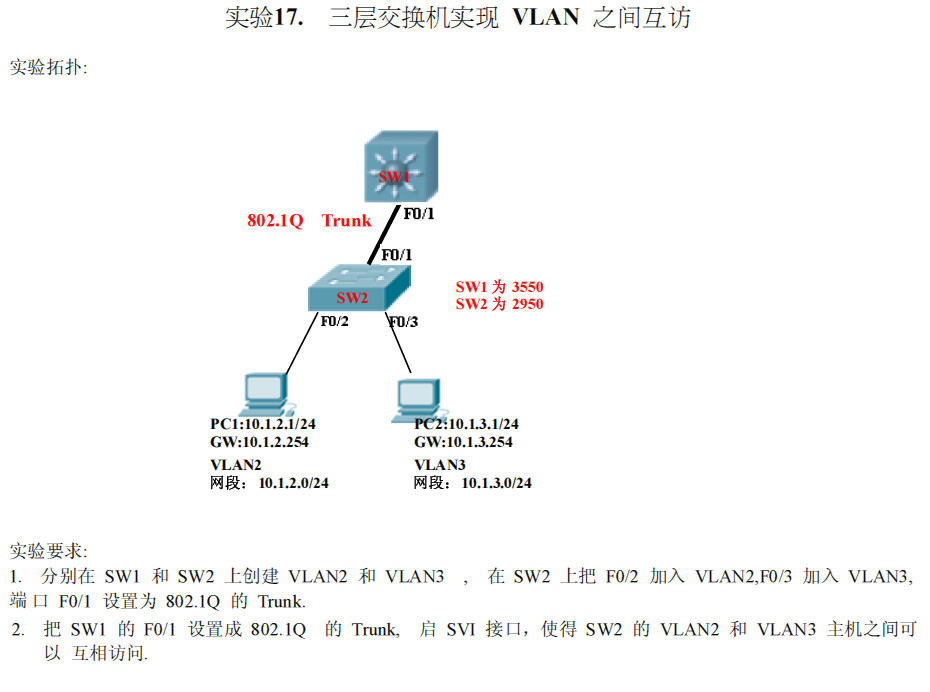 实验17. 三层交换机实现 VLAN 之间互访
实验拓扑:
SW1
F0/1
802.1Q Trunk
F0/1
SW2
SW1 为 3550
SW2 为 2950
F0/2
F0/3
PC1:10.1.2.1/24
GW:10.1.2.254
VLAN2
网段: 10.1.2.0/24
PC2:10.1.3.1/24
GW:10.1.3.254
VLAN3
网段: 10.1.3.0/24
实验要求:
1. 分别在 SW1 和 SW2 上创建 VLAN2 和 VLAN3 , 在 SW2 上把 F0/2 加入 VLAN2,F0/3 加入 VLAN3,
端口 F0/1 设置为 802.1Q 的 Trunk.
2. 把 SW1 的 F0/1 设置成 802.1Q 的 Trunk, 启 SVI 接口，使得 SW2 的 VLAN2 和 VLAN3 主机之间可
以 互相访问.